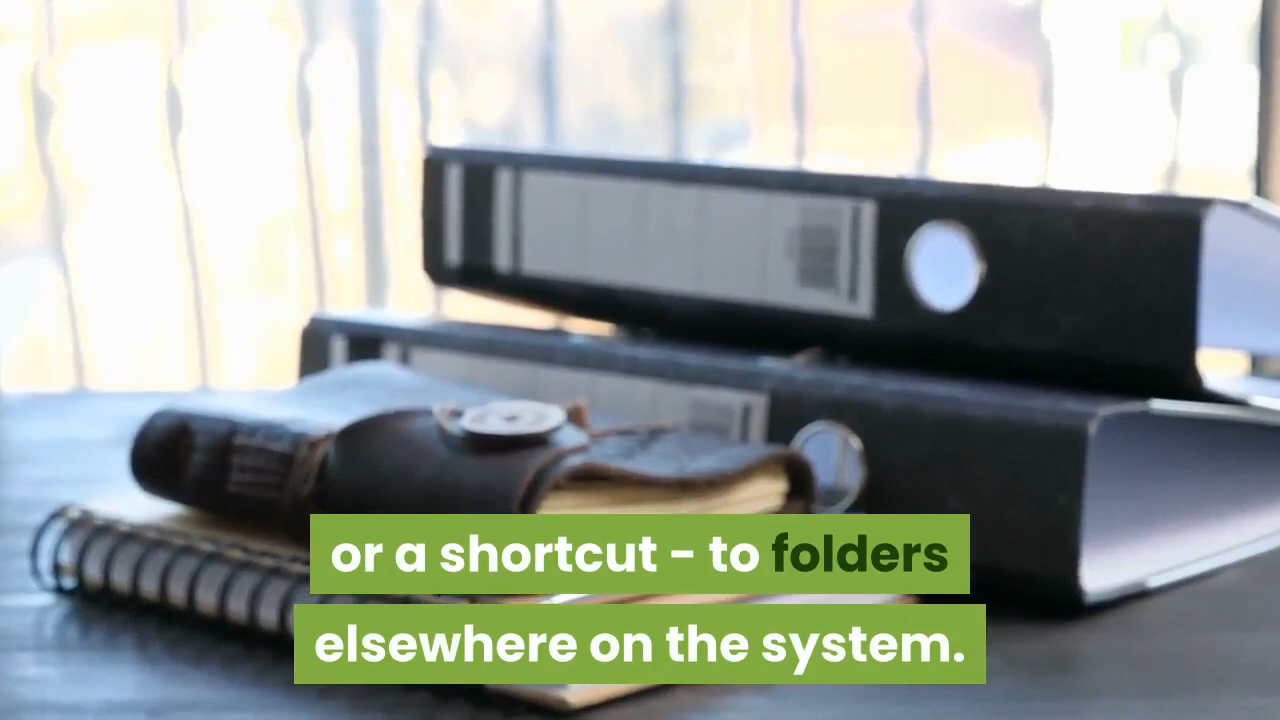 or a shortcut - to folders
elsewhere on the system.